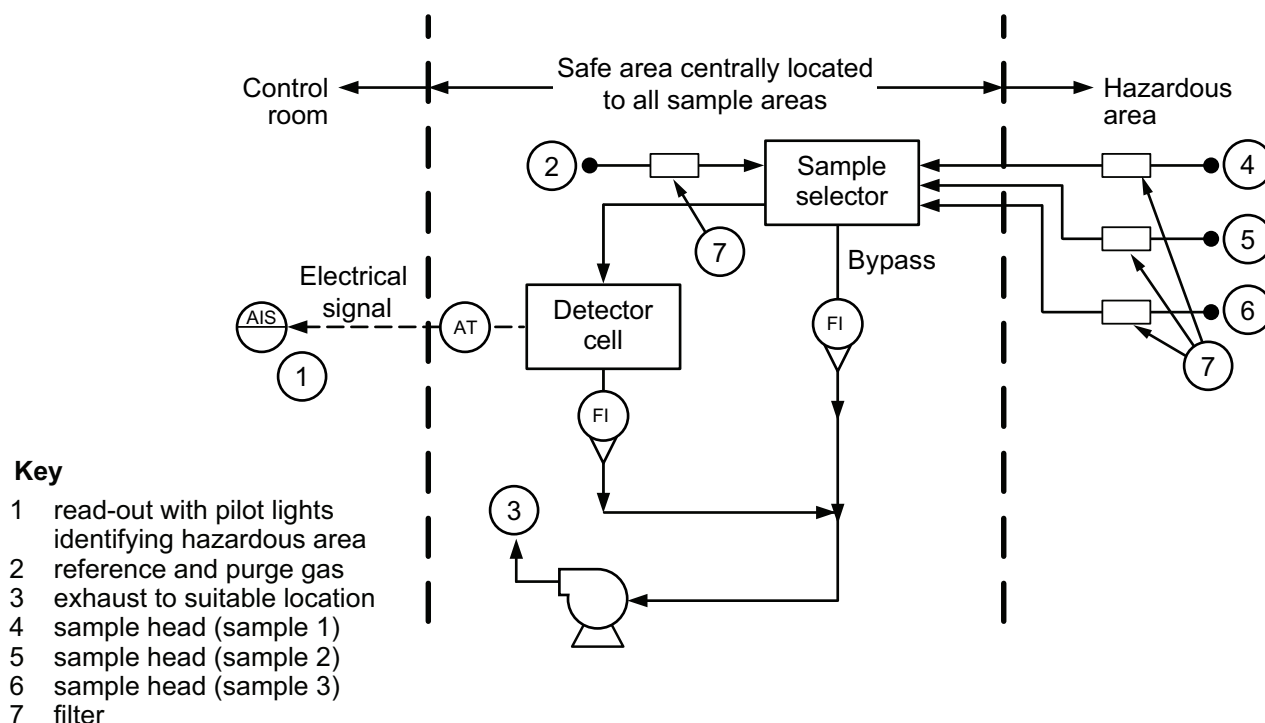 Control
room
Safe area centrally located
to all sample areas
Hazardous
area
2
Sample
selector
4
7
5
Bypass
Electrical
signal
6
AIS
AT
Detector
cell
FI
7
1
FI
Key
3
1 read-out with pilot lights
identifying hazardous area
2 reference and purge gas
3 exhaust to suitable location
4 sample head (sample 1)
5 sample head (sample 2)
6 sample head (sample 3)
7 filter